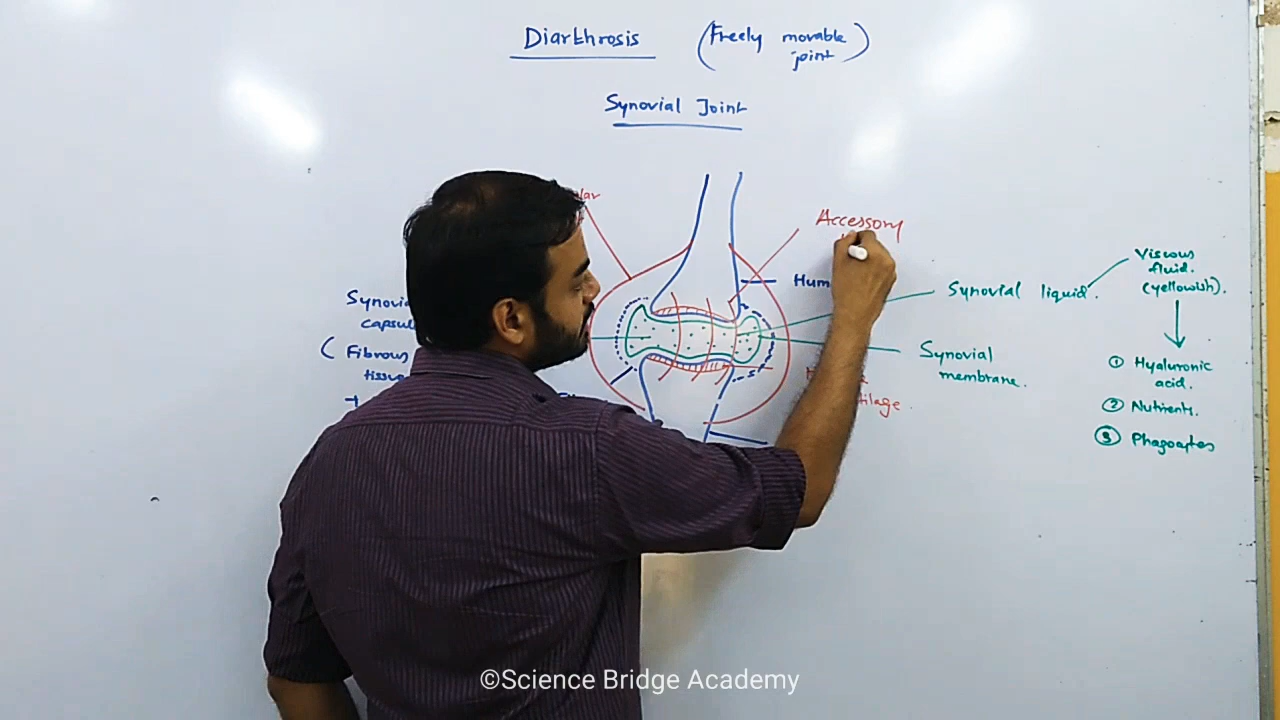 Diarthrosis
(Freely movable
joint)
Synovial Joint
Accessory
Viscous
fluid.
(yellowish).
Synovial liquid.
Synovial
membrane.
① Hyaluronic
acid.
② Nutrients.
③ Phagocytes
(Fibrous
©Science Bridge Academy